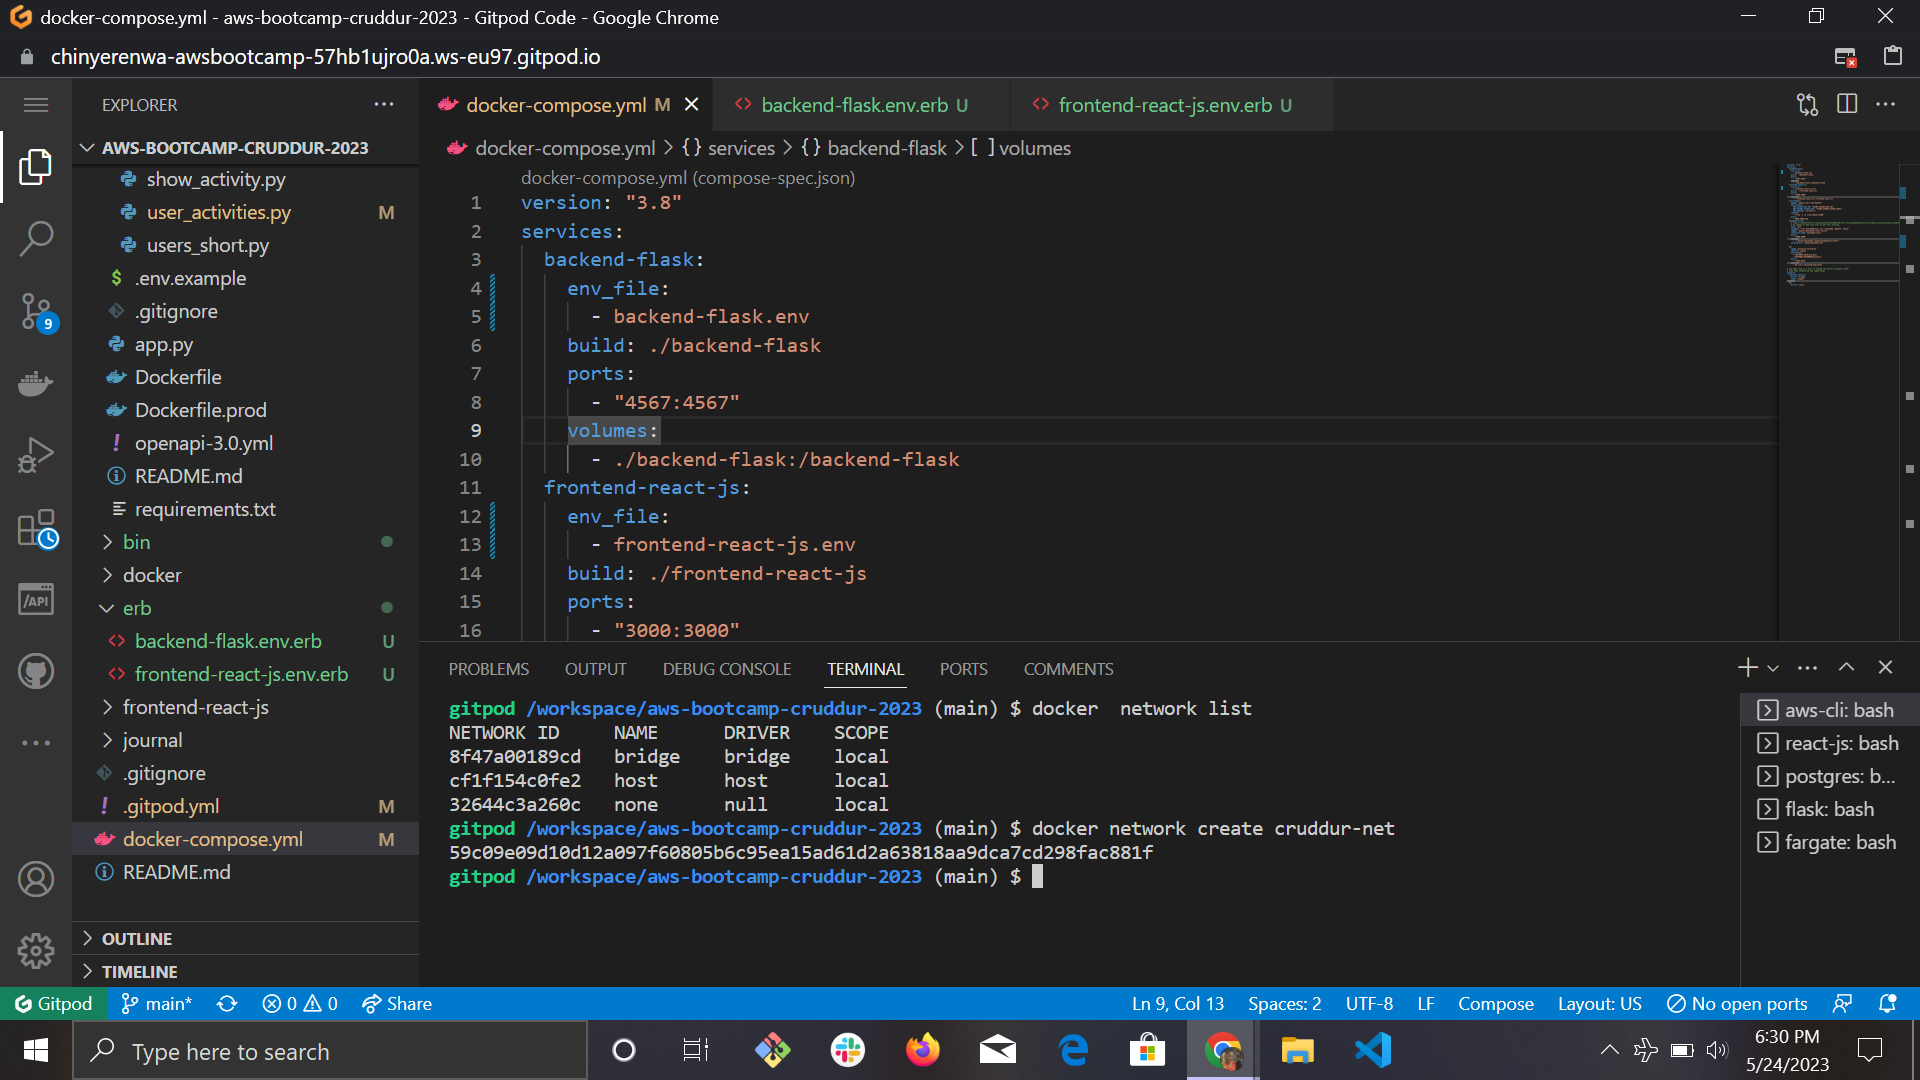 docker-compose.yml - aws-bootcamp-cruddur-2023 - Gitpod Code - Google Chrome
chinyerenwa-awsbootcamp-57hb1ujro0a.ws-eu97.gitpod.io
EXPLORER
AWS-BOOTCAMP-CRUDDUR-2023
show_activity.py
user_activities.py M
users_short.py
$ .env.example
.gitignore
app.py
Dockerfile
Dockerfile.prod
! openapi-3.0.yml
README.md
requirements.txt
bin
docker
erb
backend-flask.env.erb U
frontend-react-js.env.erb U
frontend-react-js
journal
.gitignore
! .gitpod.yml M
docker-compose.yml M
README.md
OUTLINE
TIMELINE
9
/API
docker-compose.yml M
backend-flask.env.erb U
frontend-react-js.env.erb U
docker-compose.yml > {} services > {} backend-flask > [ ] volumes
docker-compose.yml (compose-spec.json)
1 version: "3.8"
2 services:
3 backend-flask:
4 env_file:
5 - backend-flask.env
6 build: ./backend-flask
7 ports:
8 - "4567:4567"
9 volumes:
10 - ./backend-flask:/backend-flask
11 frontend-react-js:
12 env_file:
13 - frontend-react-js.env
14 build: ./frontend-react-js
15 ports:
16 - "3000:3000"
PROBLEMS OUTPUT DEBUG CONSOLE TERMINAL PORTS COMMENTS
gitpod /workspace/aws-bootcamp-cruddur-2023 (main) $ docker  network list
NETWORK ID NAME DRIVER SCOPE
8f47a00189cd bridge bridge local
cf1f154c0fe2 host host local
32644c3a260c none null local
gitpod /workspace/aws-bootcamp-cruddur-2023 (main) $ docker network create cruddur-net
59c09e09d10d12a097f60805b6c95ea15ad61d2a63818aa9dca7cd298fac881f
gitpod /workspace/aws-bootcamp-cruddur-2023 (main) $
aws-cli: bash
react-js: bash
postgres: b...
flask: bash
fargate: bash
Gitpod main* 0 0 Share
Ln 9, Col 13 Spaces: 2 UTF-8 LF Compose Layout: US No open ports
Type here to search
6:30 PM
5/24/2023